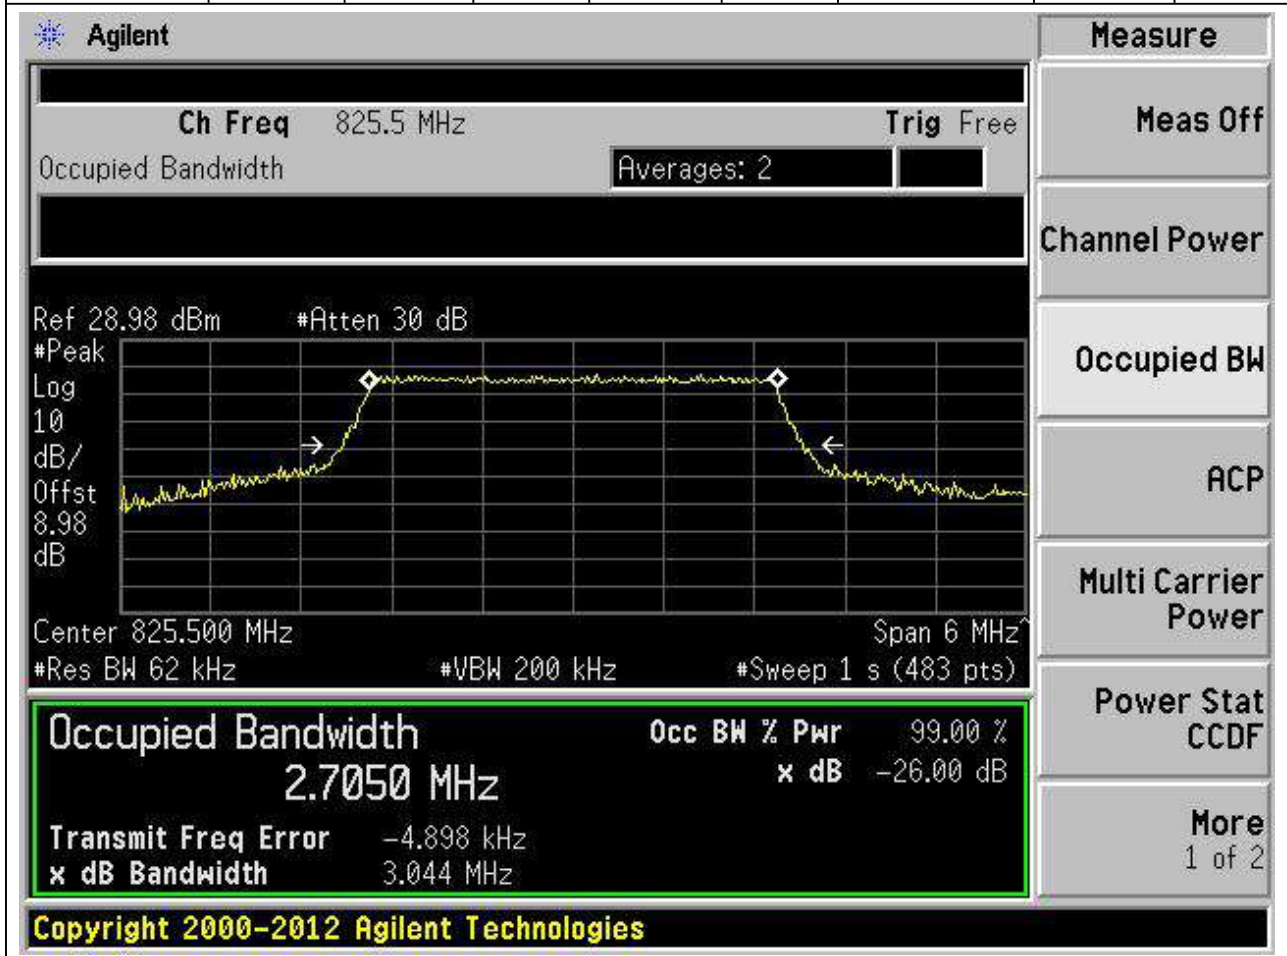 Agilent
Measure
Ch Freq 825.5 MHz Trig Free
Occupied Bandwidth Averages: 2
Meas Off
Channel Power
Occupied BW
ACP
Multi Carrier
Power
Power Stat
CCDF
More
1 of 2
Ref 28.98 dBm #Atten 30 dB
#Peak
Log
10
dB/
Offst
8.98
dB
Center 825.500 MHz Span 6 MHz^
#Res BW 62 kHz #VBW 200 kHz #Sweep 1 s (483 pts)
Occupied Bandwidth Occ BW % Pwr 99.00 %
2.7050 MHz x dB -26.00 dB
Transmit Freq Error -4.898 kHz
x dB Bandwidth 3.044 MHz
Copyright 2000-2012 Agilent Technologies